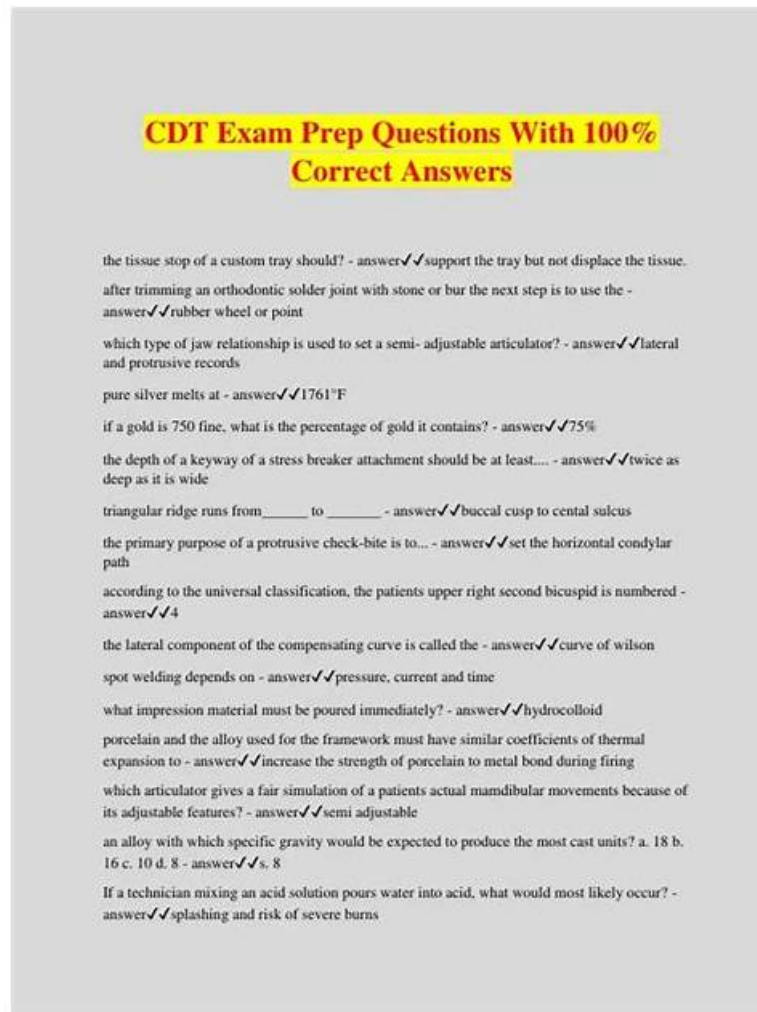 CDT Exam Prep Questions With 100%
Correct Answers
the tissue stop of a custom tray should? - answer✓✓support the tray but not displace the tissue.
after trimming an orthodontic solder joint with stone or bur the next step is to use the -
answer✓✓rubber wheel or point
which type of jaw relationship is used to set a semi- adjustable articulator? - answer✓✓lateral
and protrusive records
pure silver melts at - answer✓✓1761°F
if a gold is 750 fine, what is the percentage of gold it contains? - answer✓✓75%
the depth of a keyway of a stress breaker attachment should be at least.... - answer✓✓twice as
deep as it is wide
triangular ridge runs from______ to _______ - answer✓✓buccal cusp to cental sulcus
the primary purpose of a protrusive check-bite is to... - answer✓✓set the horizontal condylar
path
according to the universal classification, the patients upper right second bicuspid is numbered -
answer✓✓4
the lateral component of the compensating curve is called the - answer✓✓curve of wilson
spot welding depends on - answer✓✓pressure, current and time
what impression material must be poured immediately? - answer✓✓hydrocolloid
porcelain and the alloy used for the framework must have similar coefficients of thermal
expansion to - answer✓✓increase the strength of porcelain to metal bond during firing
which articulator gives a fair simulation of a patients actual mamdibular movements because of
its adjustable features? - answer✓✓semi adjustable
an alloy with which specific gravity would be expected to produce the most cast units? a. 18 b.
16 c. 10 d. 8 - answer✓✓s. 8
If a technician mixing an acid solution pours water into acid, what would most likely occur? -
answer✓✓splashing and risk of severe burns